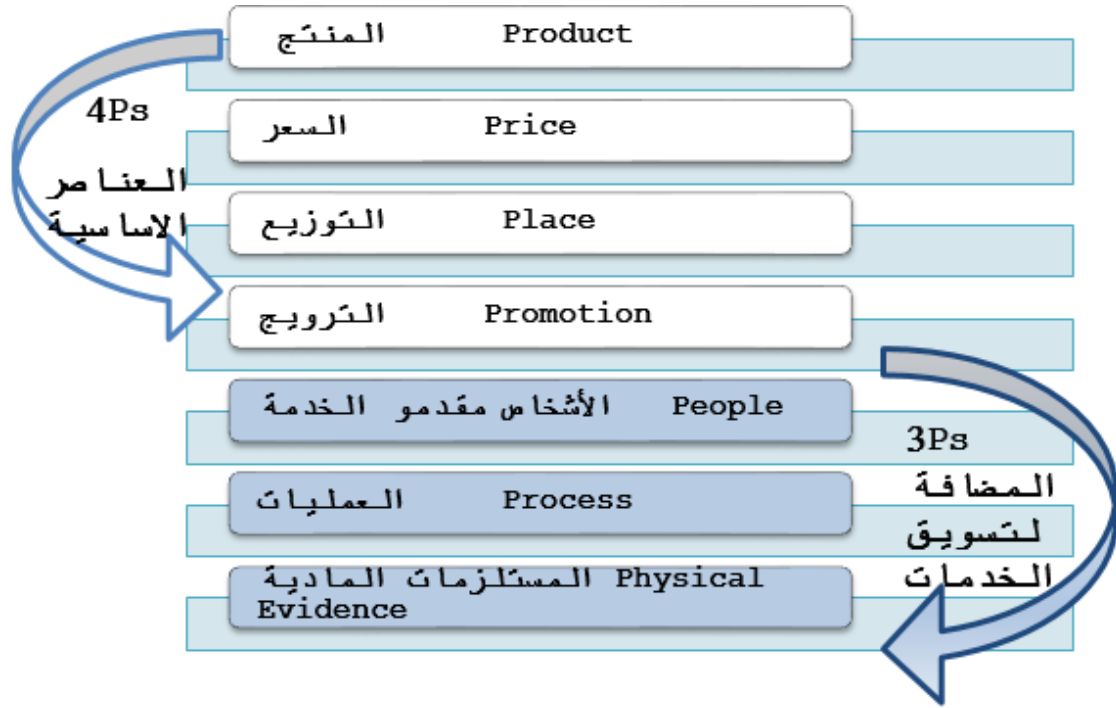 المنتج Product
4Ps
السعر Price
العناصر
الاساسية
التوزيع Place
الترويج Promotion
الأشخاص مقدمو الخدمة People
3Ps
المضافة
لتسويق
الخدمات
العمليات Process
المستلزمات المادية Physical
Evidence